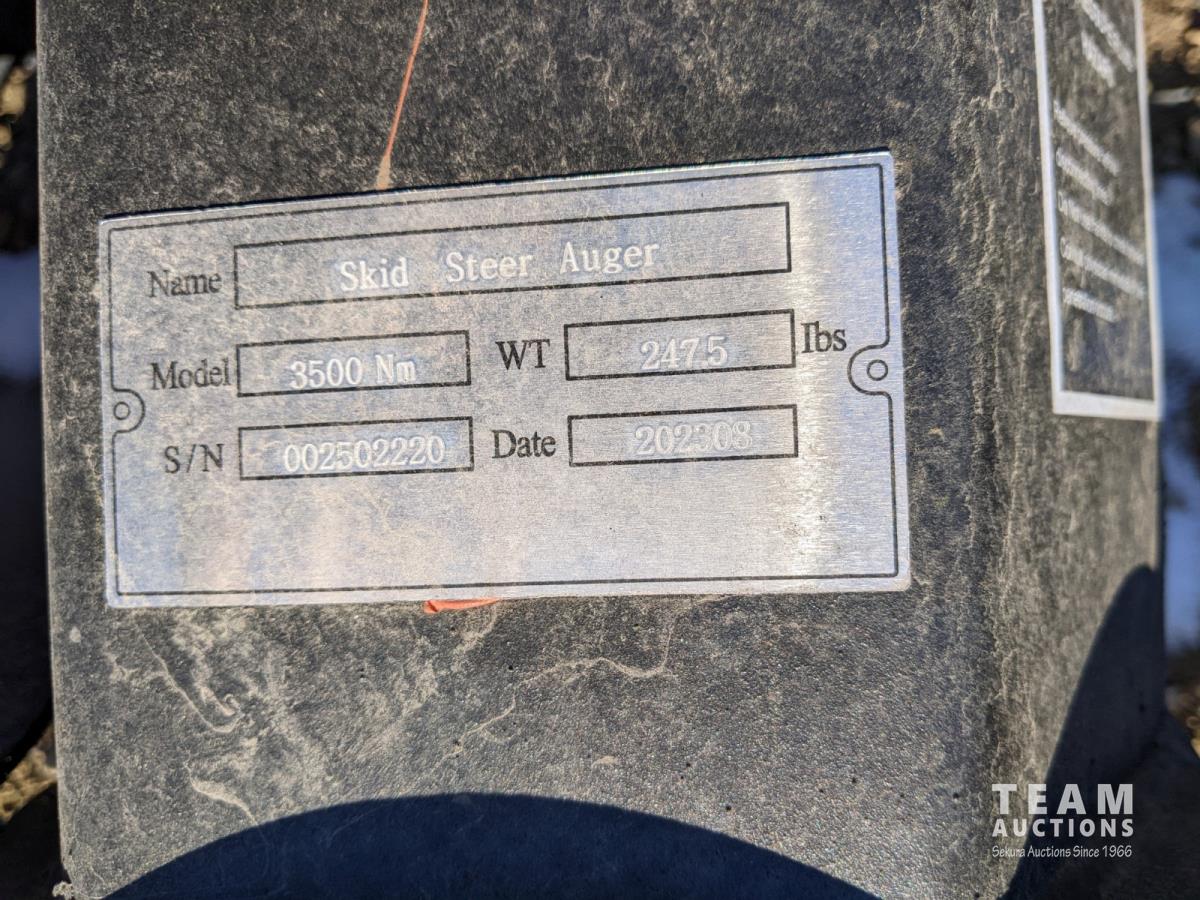 Name Skid Steer Auger
Model 3500 Nm WT 247.5 Ibs
S/N 002502220 Date 202308
TEAM
AUCTIONS
Sekura Auctions Since 1966